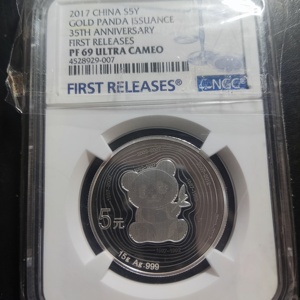 2017 CHINA S5Y
GOLD PANDA ISSUANCE
35TH ANNIVERSARY
FIRST RELEASES
PF 69 ULTRA CAMEO
4528929-007
FIRST RELEASES
NGC
5元
15g Ag.999